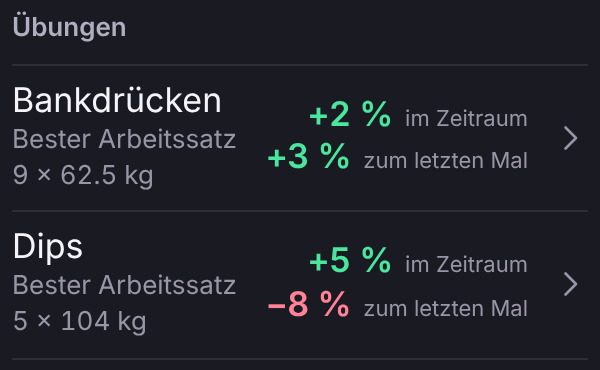 Übungen
Bankdrücken
Bester Arbeitssatz
9 × 62.5 kg
+2 % im Zeitraum
+3 % zum letzten Mal
Dips
Bester Arbeitssatz
5 × 104 kg
+5 % im Zeitraum
−8 % zum letzten Mal